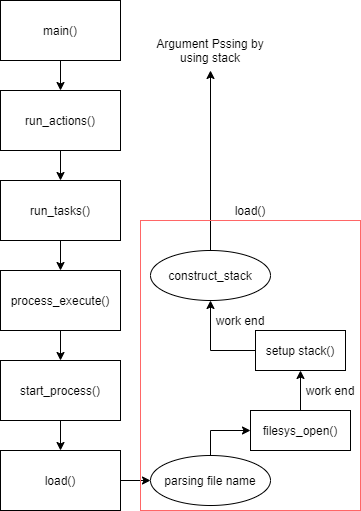 main()
run_actions()
run_tasks()
process_execute()
start_process()
load()
Argument Pssing by
using stack
load()
construct_stack
work end
setup stack()
work end
filesys_open()
parsing file name